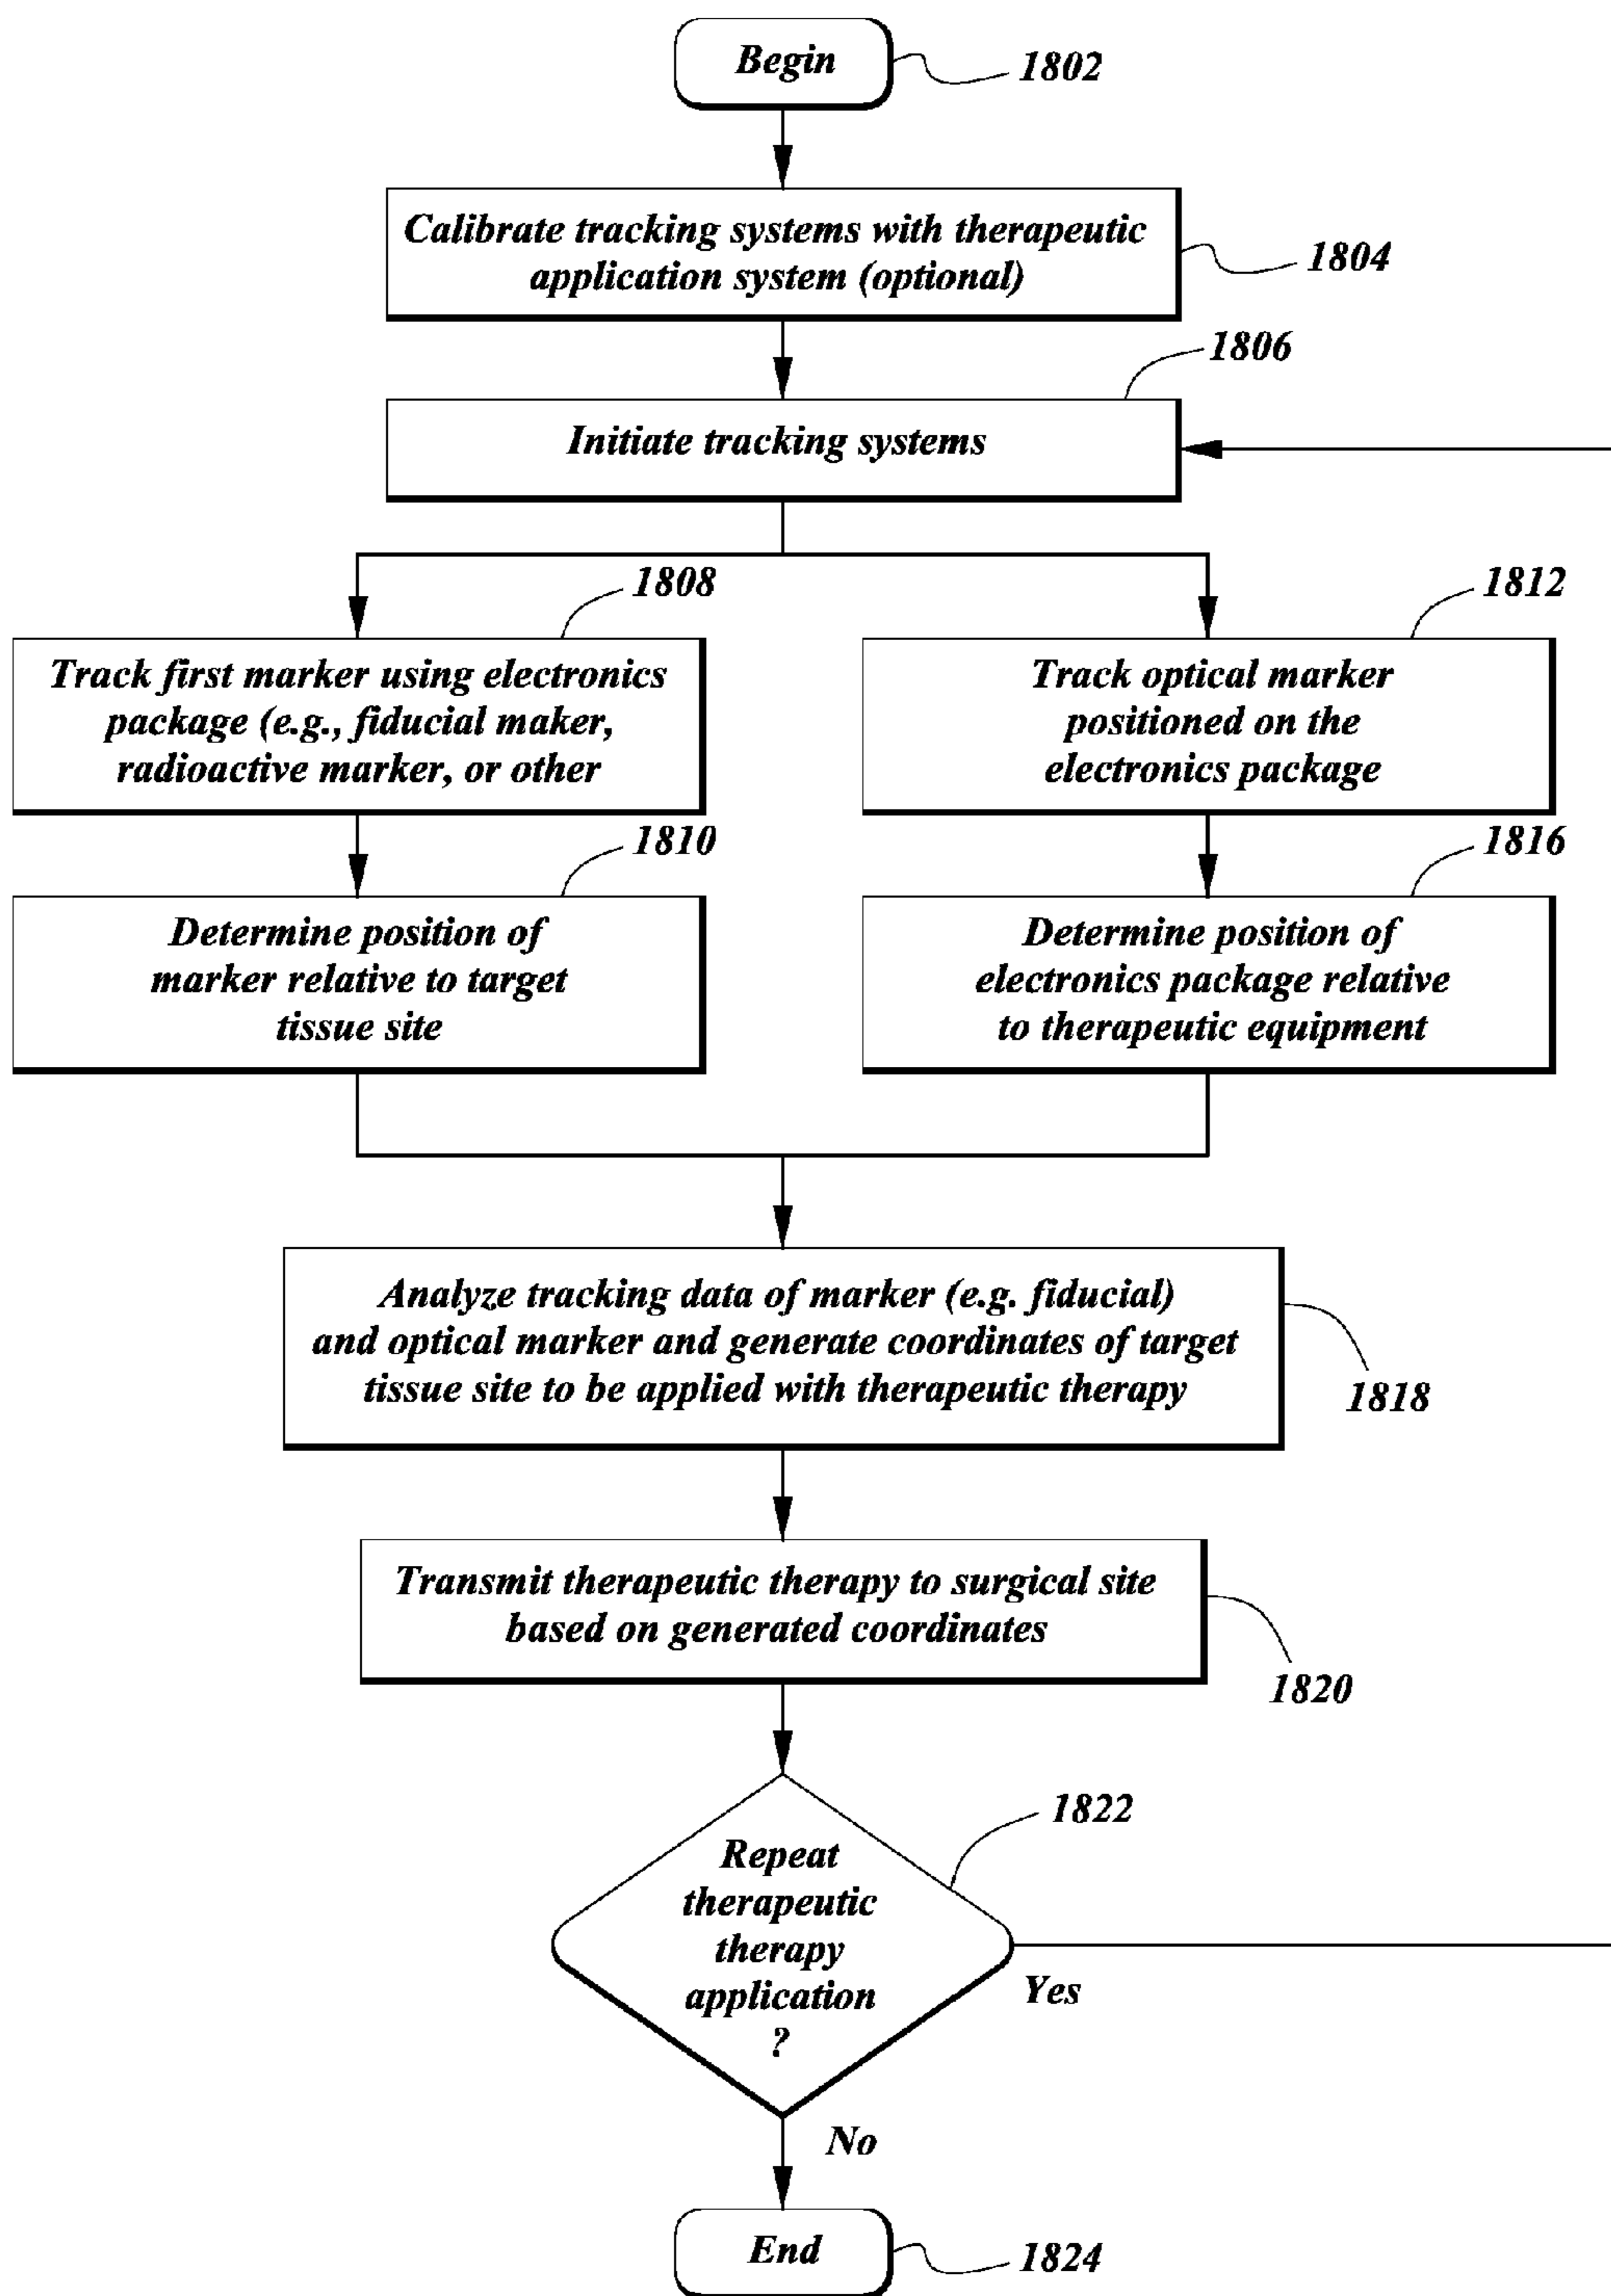 Begin
1802
Calibrate tracking systems with therapeutic
application system (optional)
1804
1806
Initiate tracking systems
1808
Track first marker using electronics
package (e.g., fiducial maker,
radioactive marker, or other
1812
Track optical marker
positioned on the
electronics package
1810
Determine position of
marker relative to target
tissue site
1816
Determine position of
electronics package relative
to therapeutic equipment
Analyze tracking data of marker (e.g. fiducial)
and optical marker and generate coordinates of target
tissue site to be applied with therapeutic therapy
1818
Transmit therapeutic therapy to surgical site
based on generated coordinates
1820
1822
Repeat
therapeutic
therapy
application
?
Yes
No
End
1824